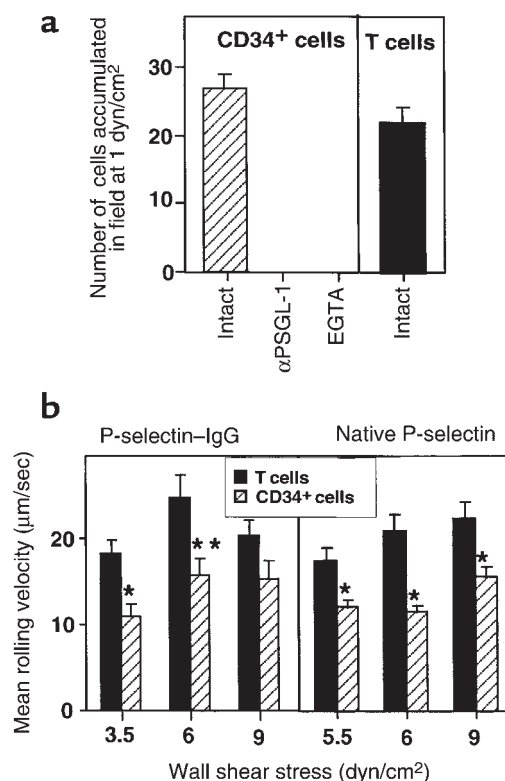 a
CD34+ cells
T cells
Number of cells accumulated
in field at 1 dyn/cm2
30
20
10
0
Intact
αPSGL-1
EGTA
Intact
b
P-selectin–IgG
Native P-selectin
T cells
CD34+ cells
Mean rolling velocity (μm/sec)
20
10
0
*
* *
*
*
*
3.5
6
9
5.5
6
9
Wall shear stress (dyn/cm2)